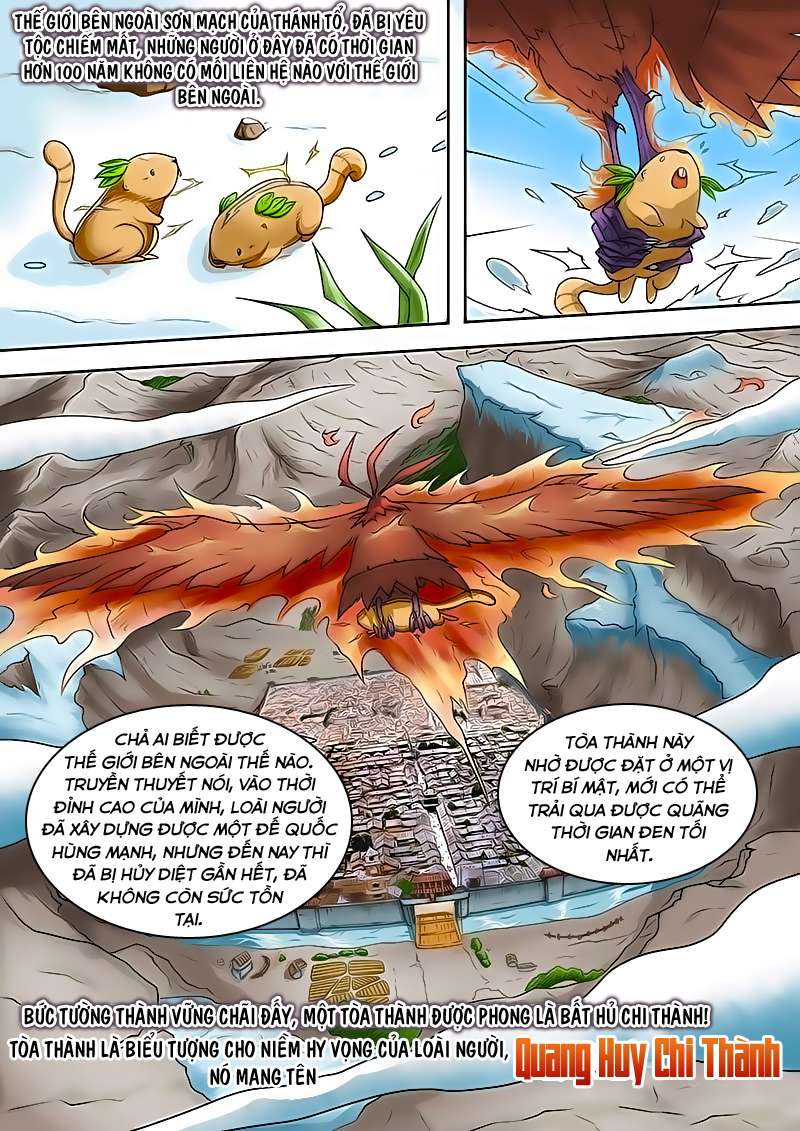 THẾ GIỚI BÊN NGOÀI SƠN MẠCH CỦA THÁNH TỔ, ĐÃ BỊ YÊU
TỘC CHIẾM MẤT, NHỮNG NGƯỜI Ở ĐÂY ĐÃ CÓ THỜI GIAN
HƠN 100 NĂM KHÔNG CÓ MỐI LIÊN HỆ NÀO VỚI THẾ GIỚI
BÊN NGOÀI.
CHẢ AI BIẾT ĐƯỢC
THẾ GIỚI BÊN NGOÀI THẾ NÀO.
TRUYỀN THUYẾT NÓI, VÀO THỜI
ĐỈNH CAO CỦA MÌNH, LOÀI NGƯỜI
ĐÃ XÂY DỰNG ĐƯỢC MỘT ĐẾ QUỐC
HÙNG MẠNH, NHƯNG ĐẾN NAY THÌ
ĐÃ BỊ HỦY DIỆT GẦN HẾT, ĐÃ
KHÔNG CÒN SỨC TỒN
TẠI.
TÒA THÀNH NÀY
NHỜ ĐƯỢC ĐẶT Ở MỘT VỊ
TRÍ BÍ MẬT, MỚI CÓ THỂ
TRẢI QUA ĐƯỢC QUÃNG
THỜI GIAN ĐEN TỐI
NHẤT.
BỨC TƯỜNG THÀNH VỮNG CHÃI ĐẤY, MỘT TÒA THÀNH ĐƯỢC PHONG LÀ BẤT HỦ CHI THÀNH!
TÒA THÀNH LÀ BIỂU TƯỢNG CHO NIỀM HY VỌNG CỦA LOÀI NGƯỜI,
NÓ MANG TÊN
Quang Huy Chi Thành